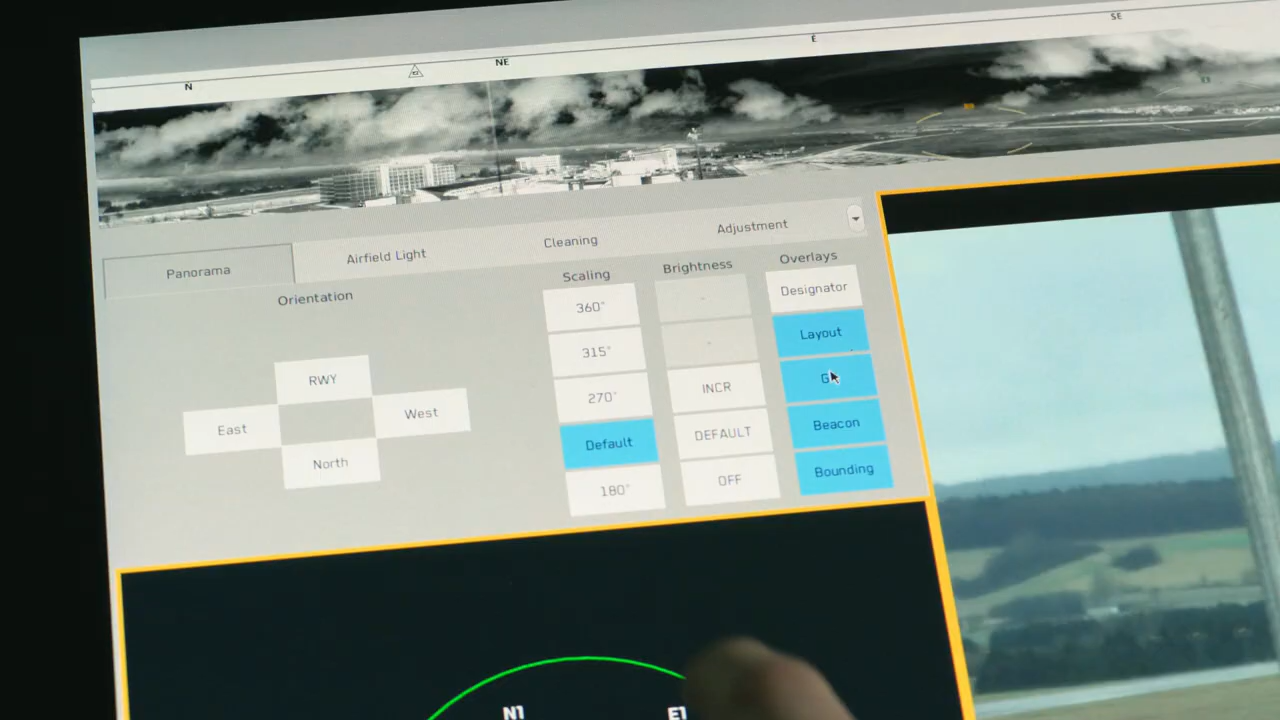 N
NE
E
SE
Panorama
Airfield Light
Cleaning
Adjustment
Orientation
Scaling
Brightness
Overlays
RWY
East
West
North
360°
315°
270°
Default
180°
-
-
INCR
DEFAULT
OFF
Designator
Layout
Beacon
Bounding
N1
E1